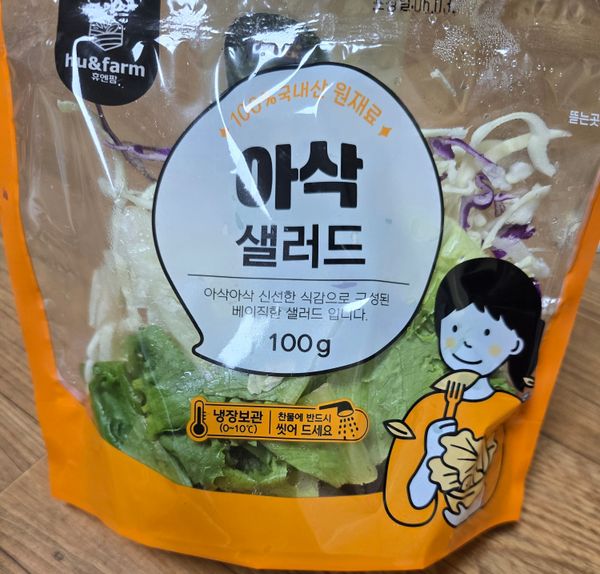 hu&farm
휴앤팜
뜯는곳
100%국내산 원재료
아삭
샐러드
아삭아삭 신선한 식감으로 구성된
베이직한 샐러드 입니다.
100g
냉장보관
(0~10℃)
찬물에 반드시
씻어 드세요